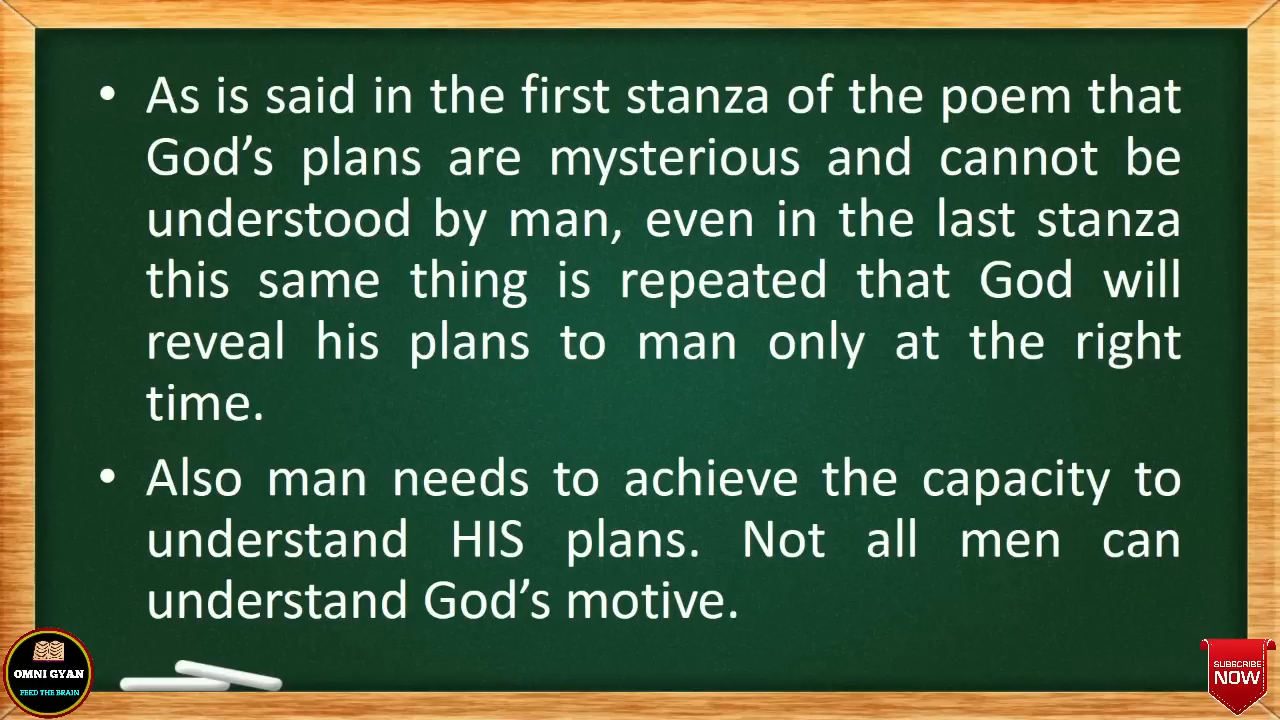 • As is said in the first stanza of the poem that
God’s plans are mysterious and cannot be
understood by man, even in the last stanza
this same thing is repeated that God will
reveal his plans to man only at the right
time.
• Also man needs to achieve the capacity to
understand HIS plans. Not all men can
understand God’s motive.
OMNI GYAN
FEED THE BRAIN
SUBSCRIBE
NOW